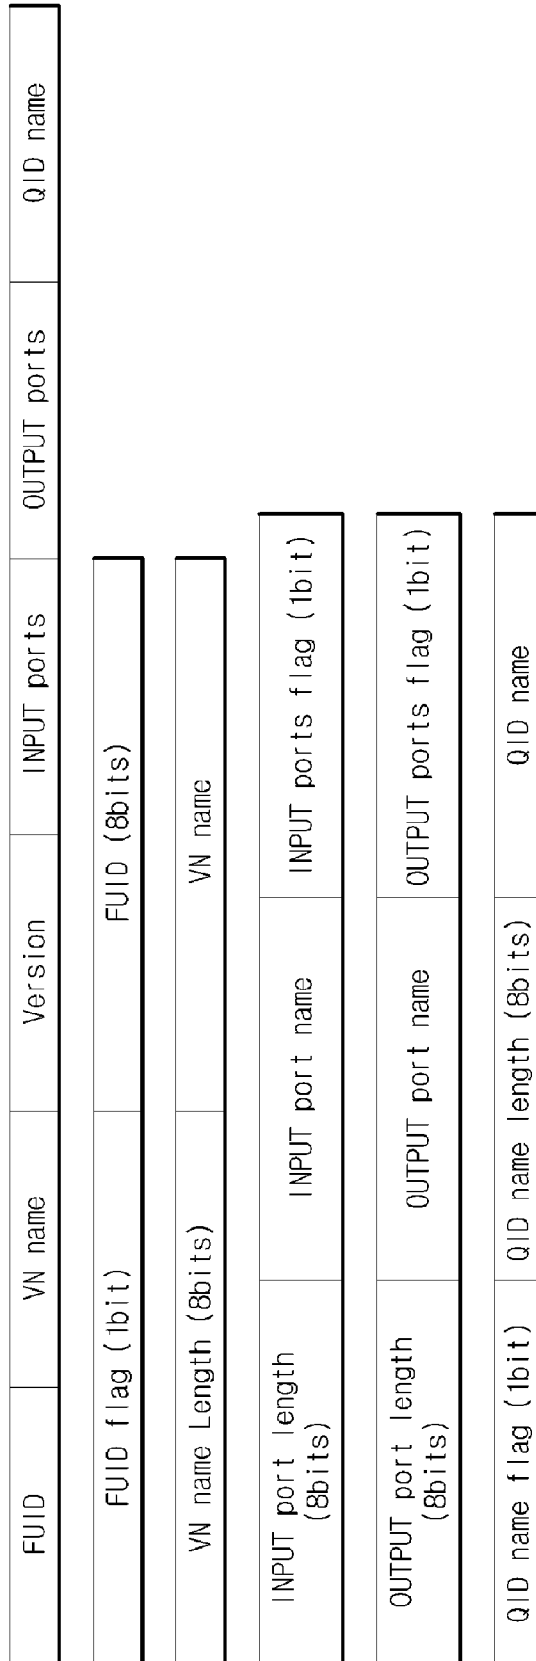 FUID
VN name
Version
INPUT ports
OUTPUT ports
QID name
FUID flag (1bit)
FUID (8bits)
VN name Length (8bits)
VN name
INPUT port length
(8bits)
INPUT port name
INPUT ports flag (1bit)
OUTPUT port length
(8bits)
OUTPUT port name
OUTPUT ports flag (1bit)
QID name flag (1bit)
QID name length (8bits)
QID name